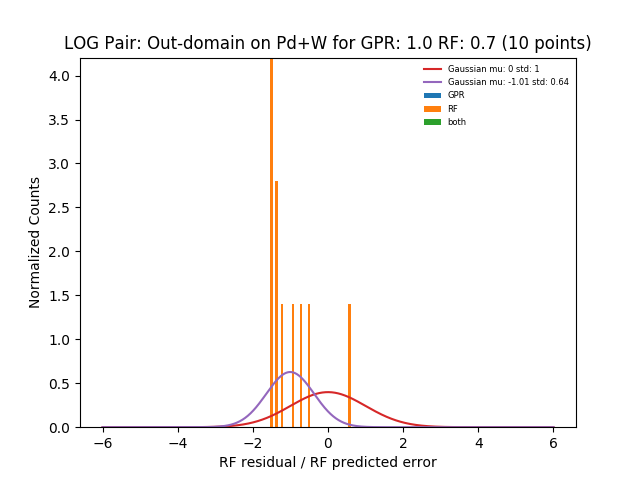 LOG Pair: Out-domain on Pd+W for GPR: 1.0 RF: 0.7 (10 points)
Gaussian mu: 0 std: 1
Gaussian mu: -1.01 std: 0.64
GPR
RF
both
Normalized Counts
4.0
3.5
3.0
2.5
2.0
1.5
1.0
0.5
0.0
−6 −4 −2 0 2 4 6
RF residual / RF predicted error